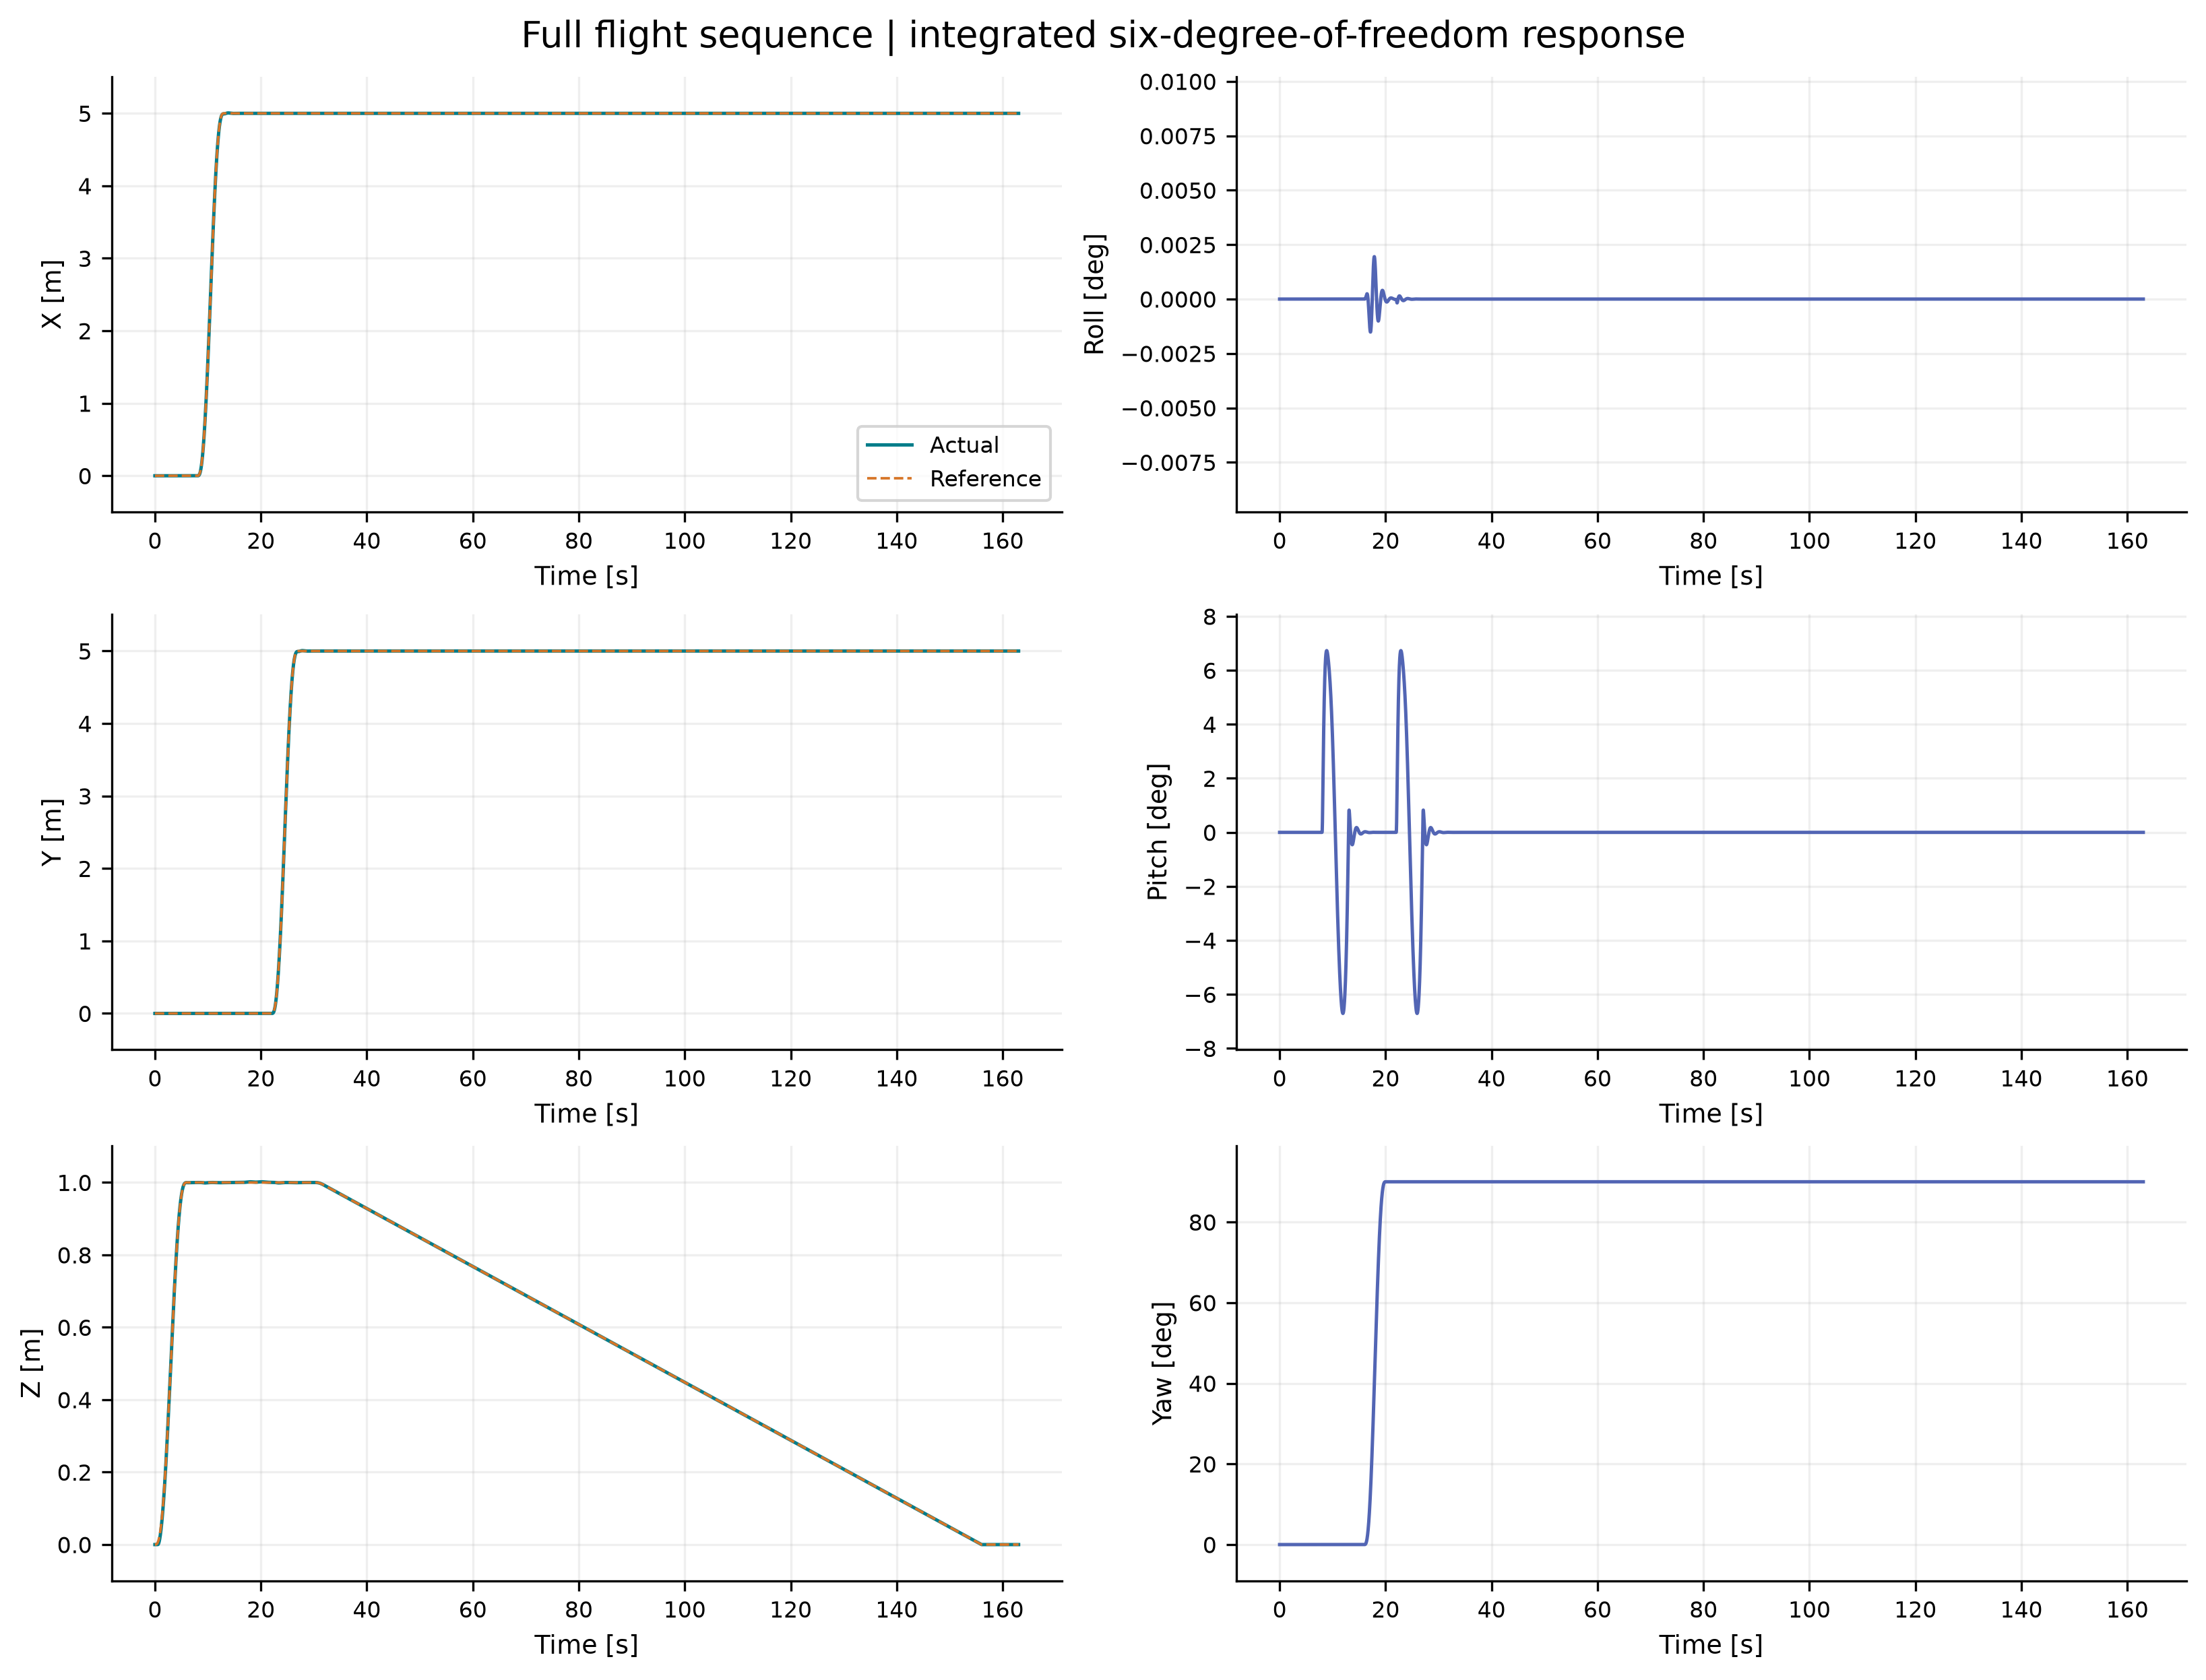 Full flight sequence | integrated six-degree-of-freedom response
X [m]
5
4
3
2
1
0
Actual
Reference
0 20 40 60 80 100 120 140 160
Time [s]
Roll [deg]
0.0100
0.0075
0.0050
0.0025
0.0000
−0.0025
−0.0050
−0.0075
0 20 40 60 80 100 120 140 160
Time [s]
Y [m]
5
4
3
2
1
0
0 20 40 60 80 100 120 140 160
Time [s]
Pitch [deg]
8
6
4
2
0
−2
−4
−6
−8
0 20 40 60 80 100 120 140 160
Time [s]
Z [m]
1.0
0.8
0.6
0.4
0.2
0.0
0 20 40 60 80 100 120 140 160
Time [s]
Yaw [deg]
80
60
40
20
0
0 20 40 60 80 100 120 140 160
Time [s]